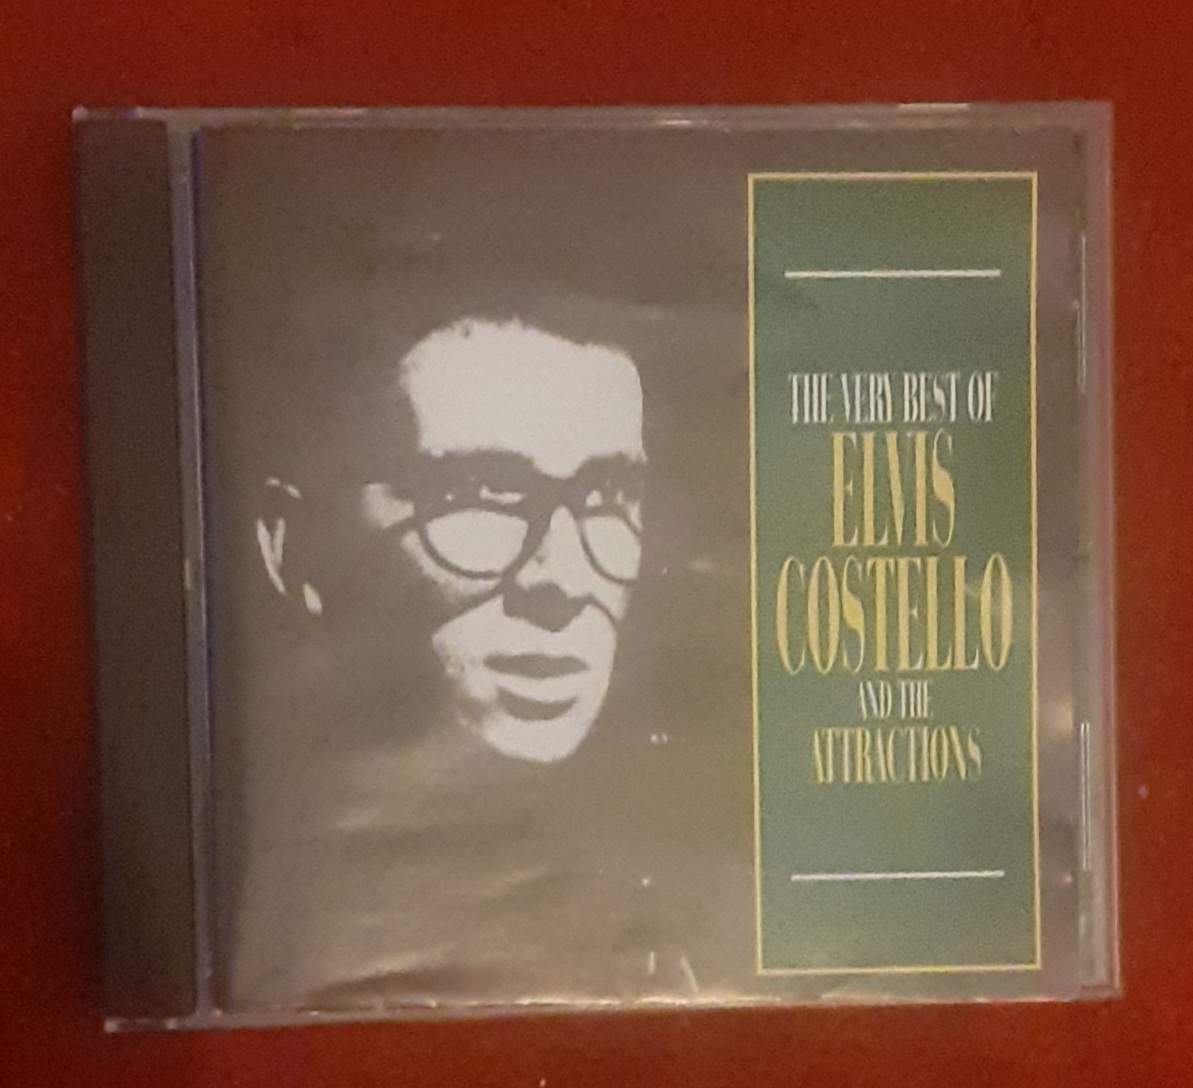 THE VERY BEST OF
ELVIS
COSTELLO
AND THE
ATTRACTIONS